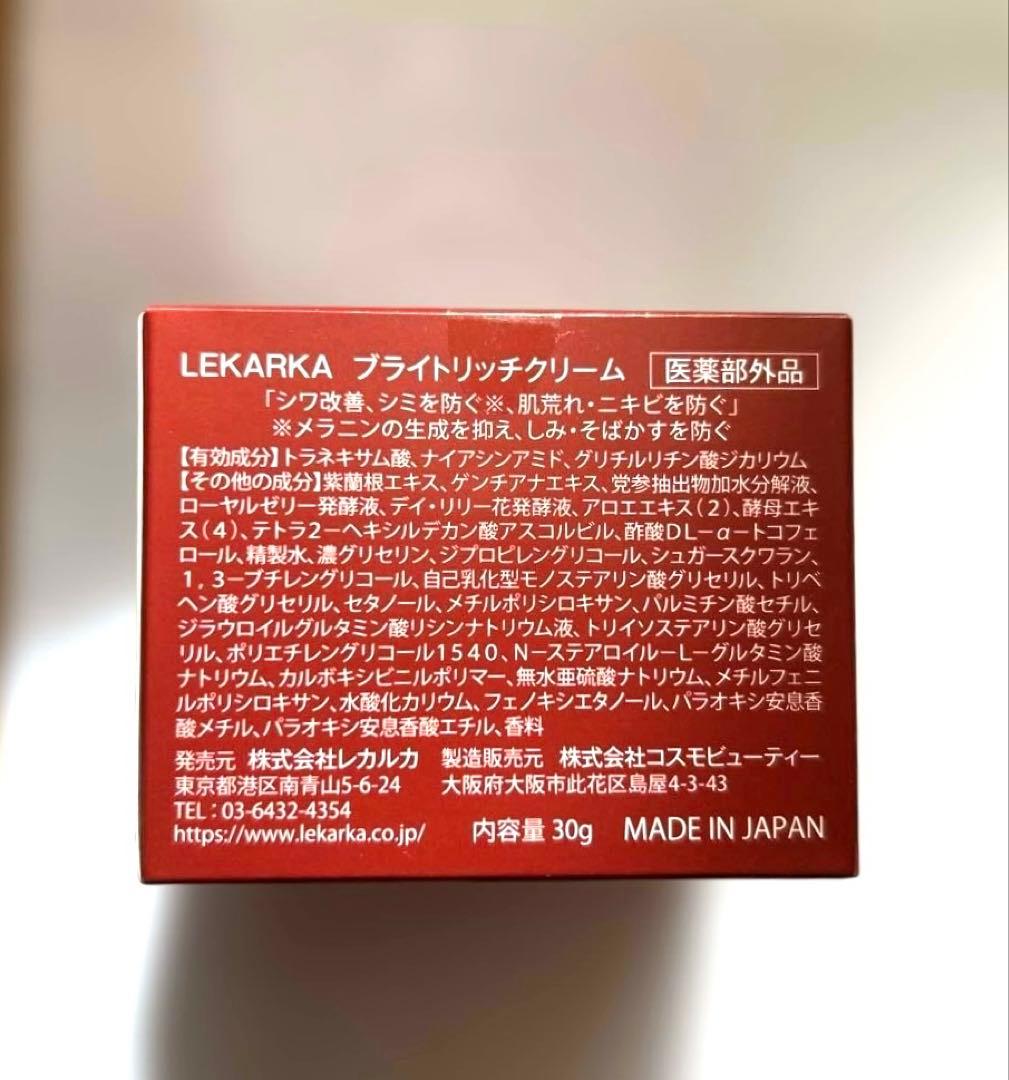 LEKARKA ブライトリッチクリーム 医薬部外品
「シワ改善、シミを防ぐ※、肌荒れ・ニキビを防ぐ」
※メラニンの生成を抑え、しみ・そばかすを防ぐ
【有効成分】トラネキサム酸、ナイアシンアミド、グリチルリチン酸ジカリウム
【その他の成分】紫蘭根エキス、ゲンチアナエキス、党参抽出物加水分解液、
ローヤルゼリー発酵液、デイ・リリー花発酵液、アロエエキス(2)、酵母エキ
ス(4)、テトラ2-ヘキシルデカン酸アスコルビル、酢酸DL-α-トコフェ
ロール、精製水、濃グリセリン、ジプロピレングリコール、シュガースクワラン、
1,3-ブチレングリコール、自己乳化型モノステアリン酸グリセリル、トリベ
ヘン酸グリセリル、セタノール、メチルポリシロキサン、パルミチン酸セチル、
ジラウロイルグルタミン酸リシンナトリウム液、トリイソステアリン酸グリセ
リル、ポリエチレングリコール1540、N-ステアロイル-L-グルタミン酸
ナトリウム、カルボキシビニルポリマー、無水亜硫酸ナトリウム、メチルフェニ
ルポリシロキサン、水酸化カリウム、フェノキシエタノール、パラオキシ安息香
酸メチル、パラオキシ安息香酸エチル、香料
発売元 株式会社レカルカ 製造販売元 株式会社コスモビューティー
東京都港区南青山5-6-24 大阪府大阪市此花区島屋4-3-43
TEL:03-6432-4354
https://www.lekarka.co.jp/ 内容量 30g MADE IN JAPAN